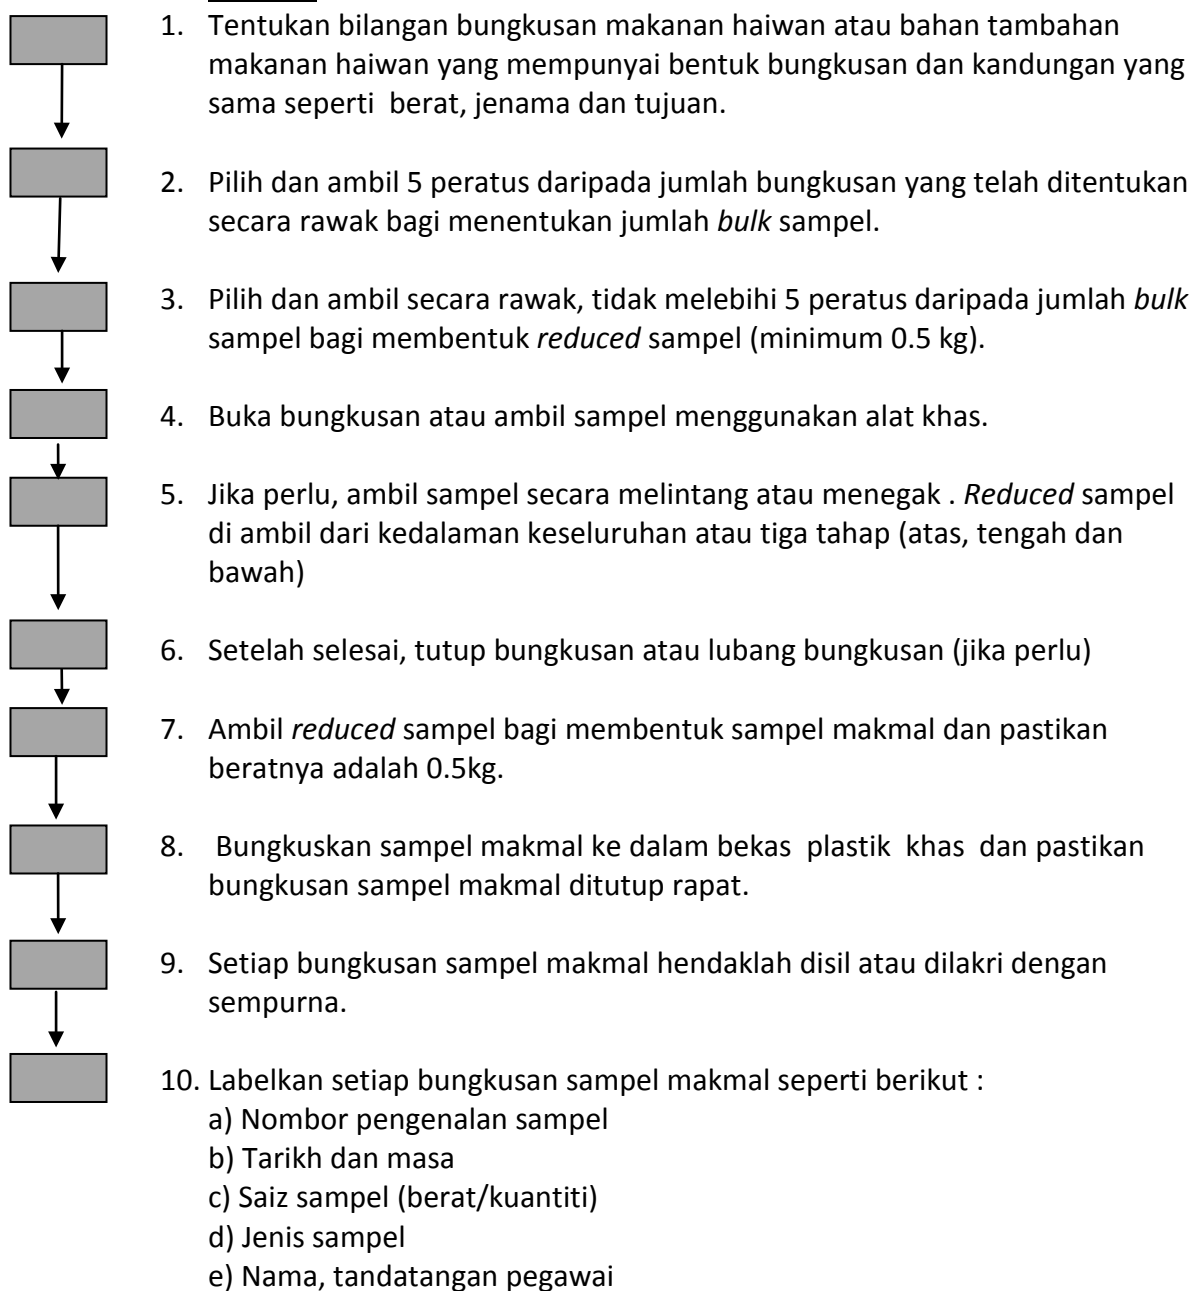 1. Tentukan bilangan bungkusan makanan haiwan atau bahan tambahan
makanan haiwan yang mempunyai bentuk bungkusan dan kandungan yang
sama seperti berat, jenama dan tujuan.
2. Pilih dan ambil 5 peratus daripada jumlah bungkusan yang telah ditentukan
secara rawak bagi menentukan jumlah bulk sampel.
3. Pilih dan ambil secara rawak, tidak melebihi 5 peratus daripada jumlah bulk
sampel bagi membentuk reduced sampel (minimum 0.5 kg).
4. Buka bungkusan atau ambil sampel menggunakan alat khas.
5. Jika perlu, ambil sampel secara melintang atau menegak . Reduced sampel
di ambil dari kedalaman keseluruhan atau tiga tahap (atas, tengah dan
bawah)
6. Setelah selesai, tutup bungkusan atau lubang bungkusan (jika perlu)
7. Ambil reduced sampel bagi membentuk sampel makmal dan pastikan
beratnya adalah 0.5kg.
8. Bungkuskan sampel makmal ke dalam bekas plastik khas dan pastikan
bungkusan sampel makmal ditutup rapat.
9. Setiap bungkusan sampel makmal hendaklah disil atau dilakri dengan
sempurna.
10. Labelkan setiap bungkusan sampel makmal seperti berikut :
a) Nombor pengenalan sampel
b) Tarikh dan masa
c) Saiz sampel (berat/kuantiti)
d) Jenis sampel
e) Nama, tandatangan pegawai